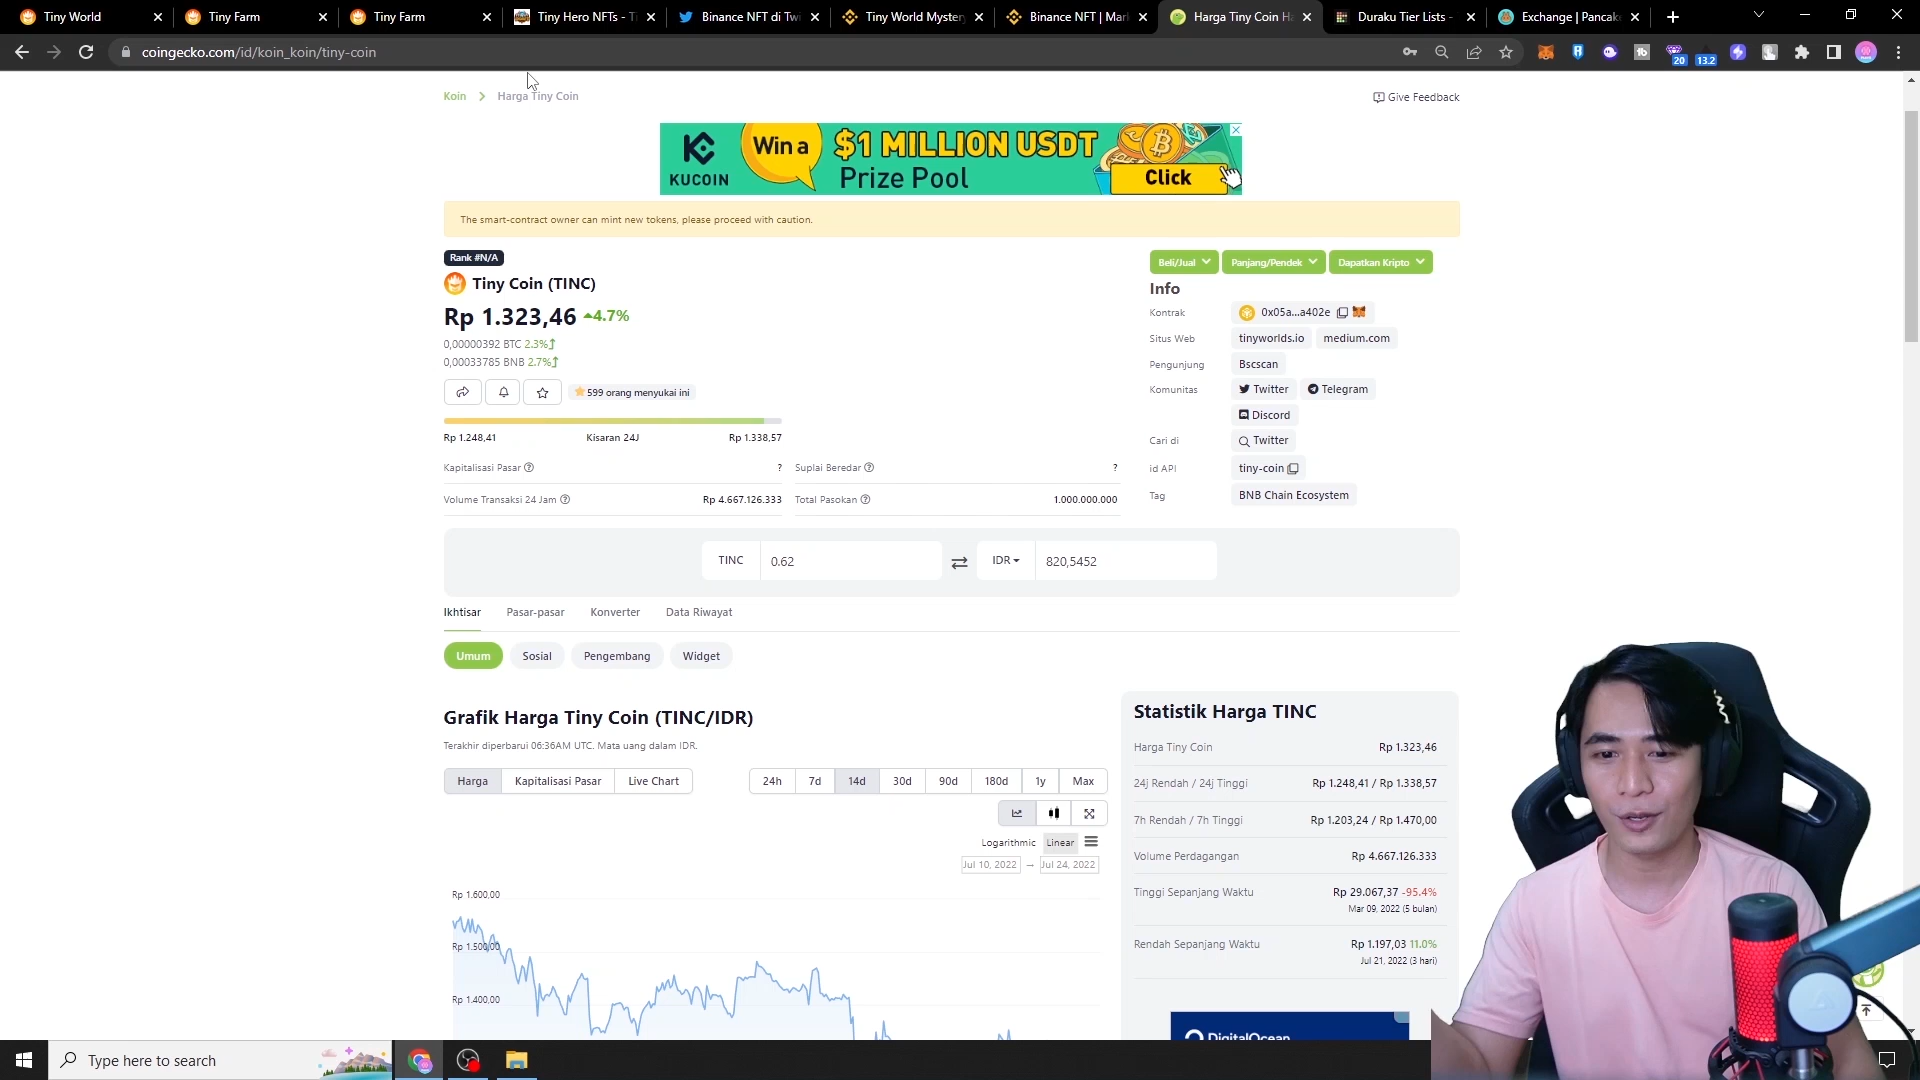 Tiny World
Tiny Farm
Tiny Farm
Tiny Hero NFTs - T
Binance NFT di Twi
Tiny World Mystery
Binance NFT | Mar
Harga Tiny Coin Ha
Duraku Tier Lists -
Exchange | Pancak
coingecko.com/id/koin_koin/tiny-coin
20
13.2
Koin
Harga Tiny Coin
Give Feedback
KUCOIN
Win a
$1 MILLION USDT
Prize Pool
Click
The smart-contract owner can mint new tokens, please proceed with caution.
Rank #N/A
Tiny Coin (TINC)
Rp 1.323,46 4.7%
0,00000392 BTC 2.3%
0,00033785 BNB 2.7%
599 orang menyukai ini
Rp 1.248,41 Kisaran 24J Rp 1.338,57
Kapitalisasi Pasar ?
Suplai Beredar ?
Volume Transaksi 24 Jam Rp 4.667.126.333
Total Pasokan 1.000.000.000
Beli/Jual
Panjang/Pendek
Dapatkan Kripto
Info
Kontrak 0x05a...a402e
Situs Web tinyworlds.io medium.com
Pengunjung Bscscan
Komunitas Twitter Telegram
Discord
Cari di Twitter
id API tiny-coin
Tag BNB Chain Ecosystem
TINC 0.62
IDR 820,5452
Ikhtisar Pasar-pasar Konverter Data Riwayat
Umum Sosial Pengembang Widget
Grafik Harga Tiny Coin (TINC/IDR)
Terakhir diperbarui 06:36AM UTC. Mata uang dalam IDR.
Harga Kapitalisasi Pasar Live Chart
24h 7d 14d 30d 90d 180d 1y Max
Logarithmic Linear
Jul 10, 2022 → Jul 24, 2022
Rp 1.600,00
Rp 1.500,00
Rp 1.400,00
Statistik Harga TINC
Harga Tiny Coin Rp 1.323,46
24j Rendah / 24j Tinggi Rp 1.248,41 / Rp 1.338,57
7h Rendah / 7h Tinggi Rp 1.203,24 / Rp 1.470,00
Volume Perdagangan Rp 4.667.126.333
Tinggi Sepanjang Waktu Rp 29.067,37 -95.4%
Mar 09, 2022 (5 bulan)
Rendah Sepanjang Waktu Rp 1.197,03 11.0%
Jul 21, 2022 (3 hari)
DigitalOcean
Type here to search